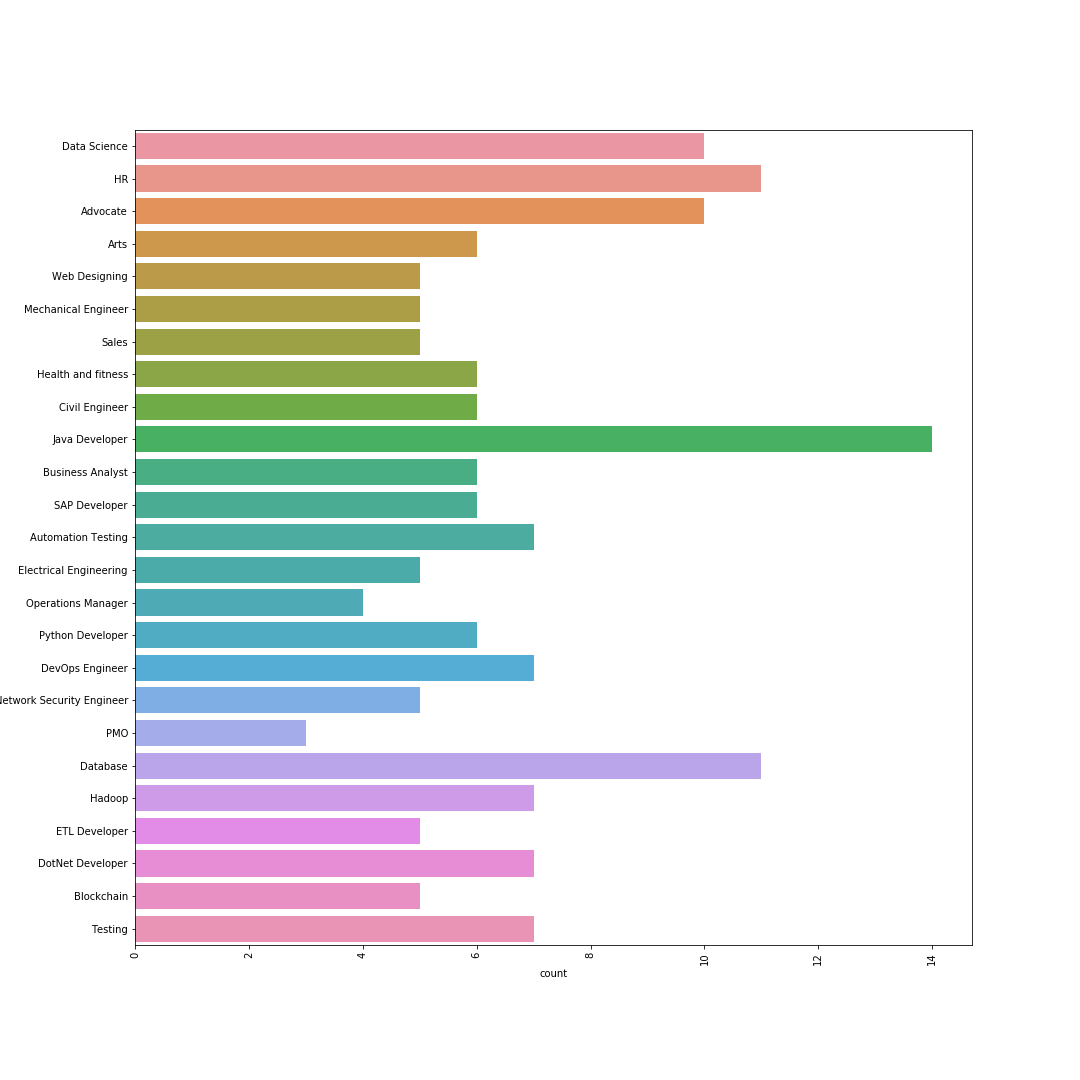 Data Science
HR
Advocate
Arts
Web Designing
Mechanical Engineer
Sales
Health and fitness
Civil Engineer
Java Developer
Business Analyst
SAP Developer
Automation Testing
Electrical Engineering
Operations Manager
Python Developer
DevOps Engineer
Network Security Engineer
PMO
Database
Hadoop
ETL Developer
DotNet Developer
Blockchain
Testing
0 2 4 6 8 10 12 14
count